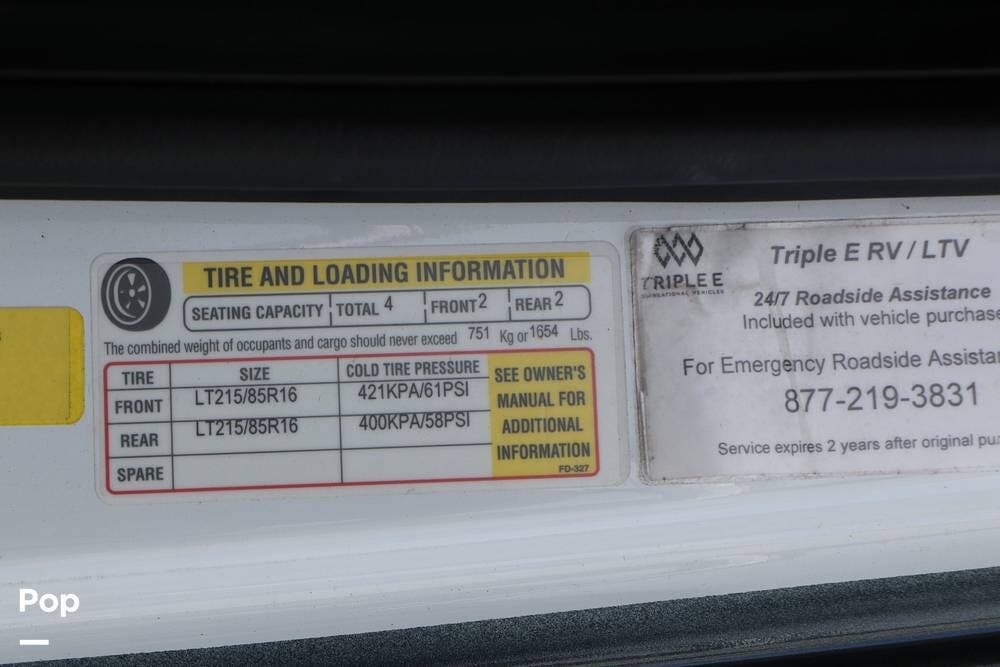 TIRE AND LOADING INFORMATION
SEATING CAPACITY TOTAL 4 FRONT 2 REAR 2
The combined weight of occupants and cargo should never exceed 751 Kg or 1654 Lbs.
TIRE SIZE COLD TIRE PRESSURE
FRONT LT215/85R16 421KPA/61PSI
REAR LT215/85R16 400KPA/58PSI
SPARE
SEE OWNER'S
MANUAL FOR
ADDITIONAL
INFORMATION
FD-327
TRIPLE E
RECREATIONAL VEHICLES
Triple E RV / LTV
24/7 Roadside Assistance
Included with vehicle purchase
For Emergency Roadside Assistan
877-219-3831
Service expires 2 years after original pu
Pop